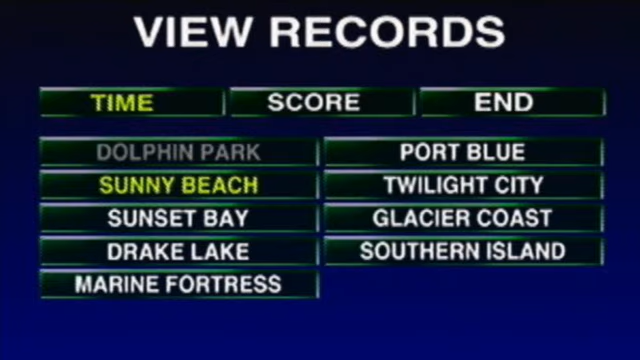 VIEW RECORDS
TIME SCORE END
DOLPHIN PARK PORT BLUE
SUNNY BEACH TWILIGHT CITY
SUNSET BAY GLACIER COAST
DRAKE LAKE SOUTHERN ISLAND
MARINE FORTRESS